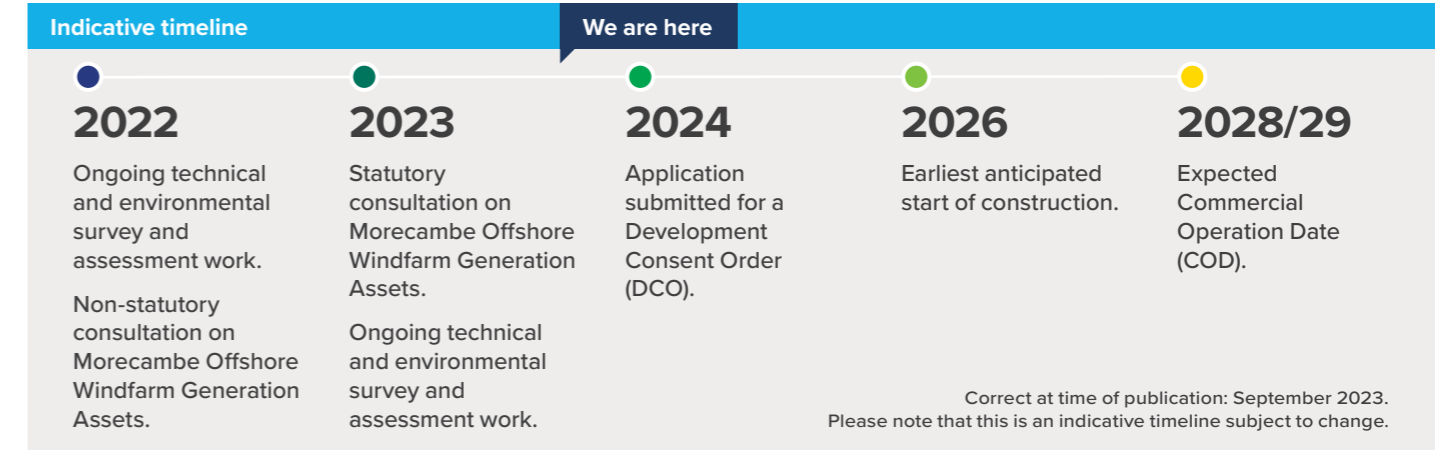 Indicative timeline
We are here
2022
Ongoing technical
and environmental
survey and
assessment work.
Non-statutory
consultation on
Morecambe Offshore
Windfarm Generation
Assets.
2023
Statutory
consultation on
Morecambe Offshore
Windfarm Generation
Assets.
Ongoing technical
and environmental
survey and
assessment work.
2024
Application
submitted for a
Development
Consent Order
(DCO).
2026
Earliest anticipated
start of construction.
2028/29
Expected
Commercial
Operation Date
(COD).
Correct at time of publication: September 2023.
Please note that this is an indicative timeline subject to change.